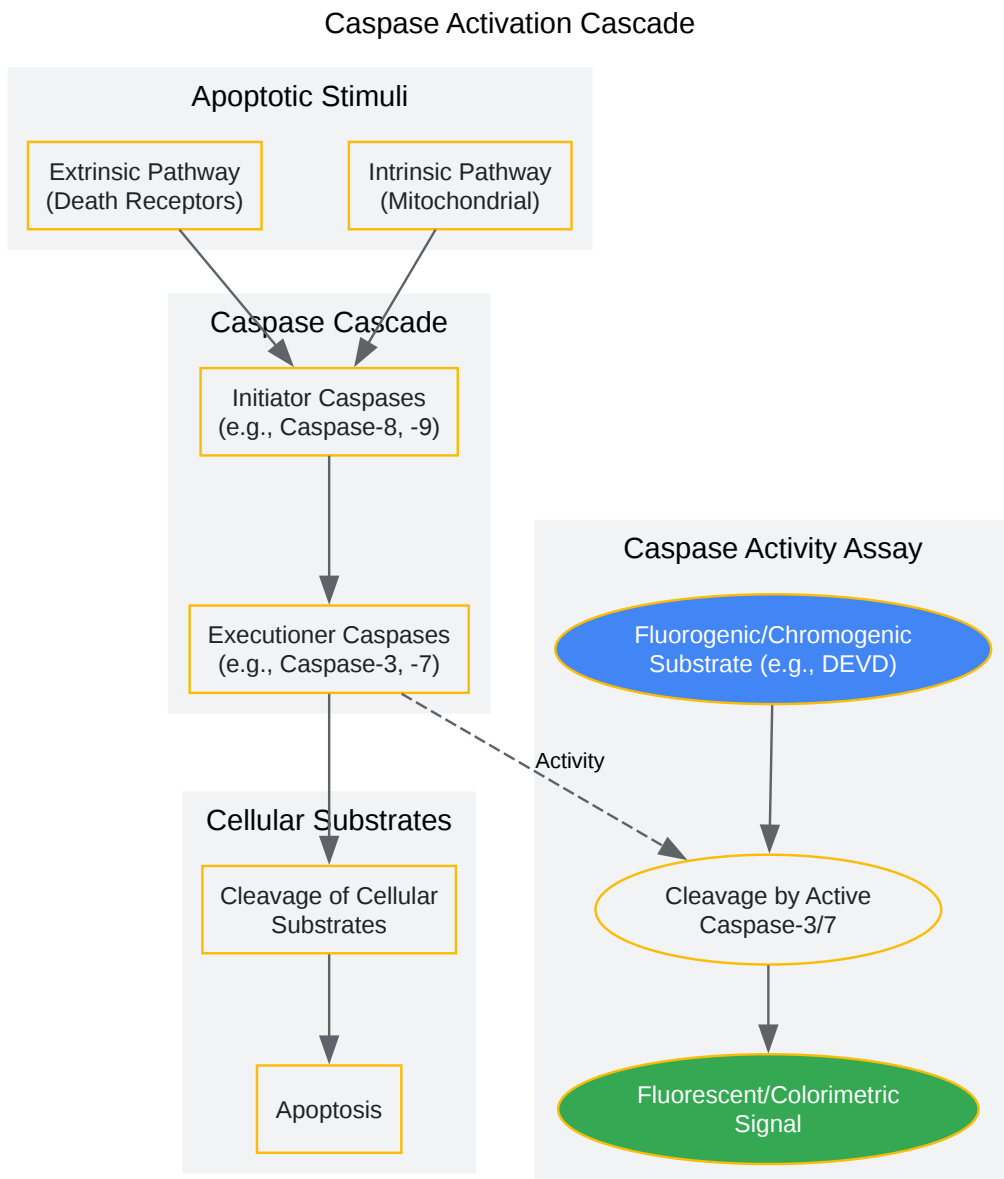 Caspase Activation Cascade
Apoptotic Stimuli
Extrinsic Pathway
(Death Receptors)
Intrinsic Pathway
(Mitochondrial)
Caspase Cascade
Initiator Caspases
(e.g., Caspase-8, -9)
Executioner Caspases
(e.g., Caspase-3, -7)
Caspase Activity Assay
Fluorogenic/Chromogenic
Substrate (e.g., DEVD)
Activity
Cellular Substrates
Cleavage of Cellular
Substrates
Cleavage by Active
Caspase-3/7
Apoptosis
Fluorescent/Colorimetric
Signal